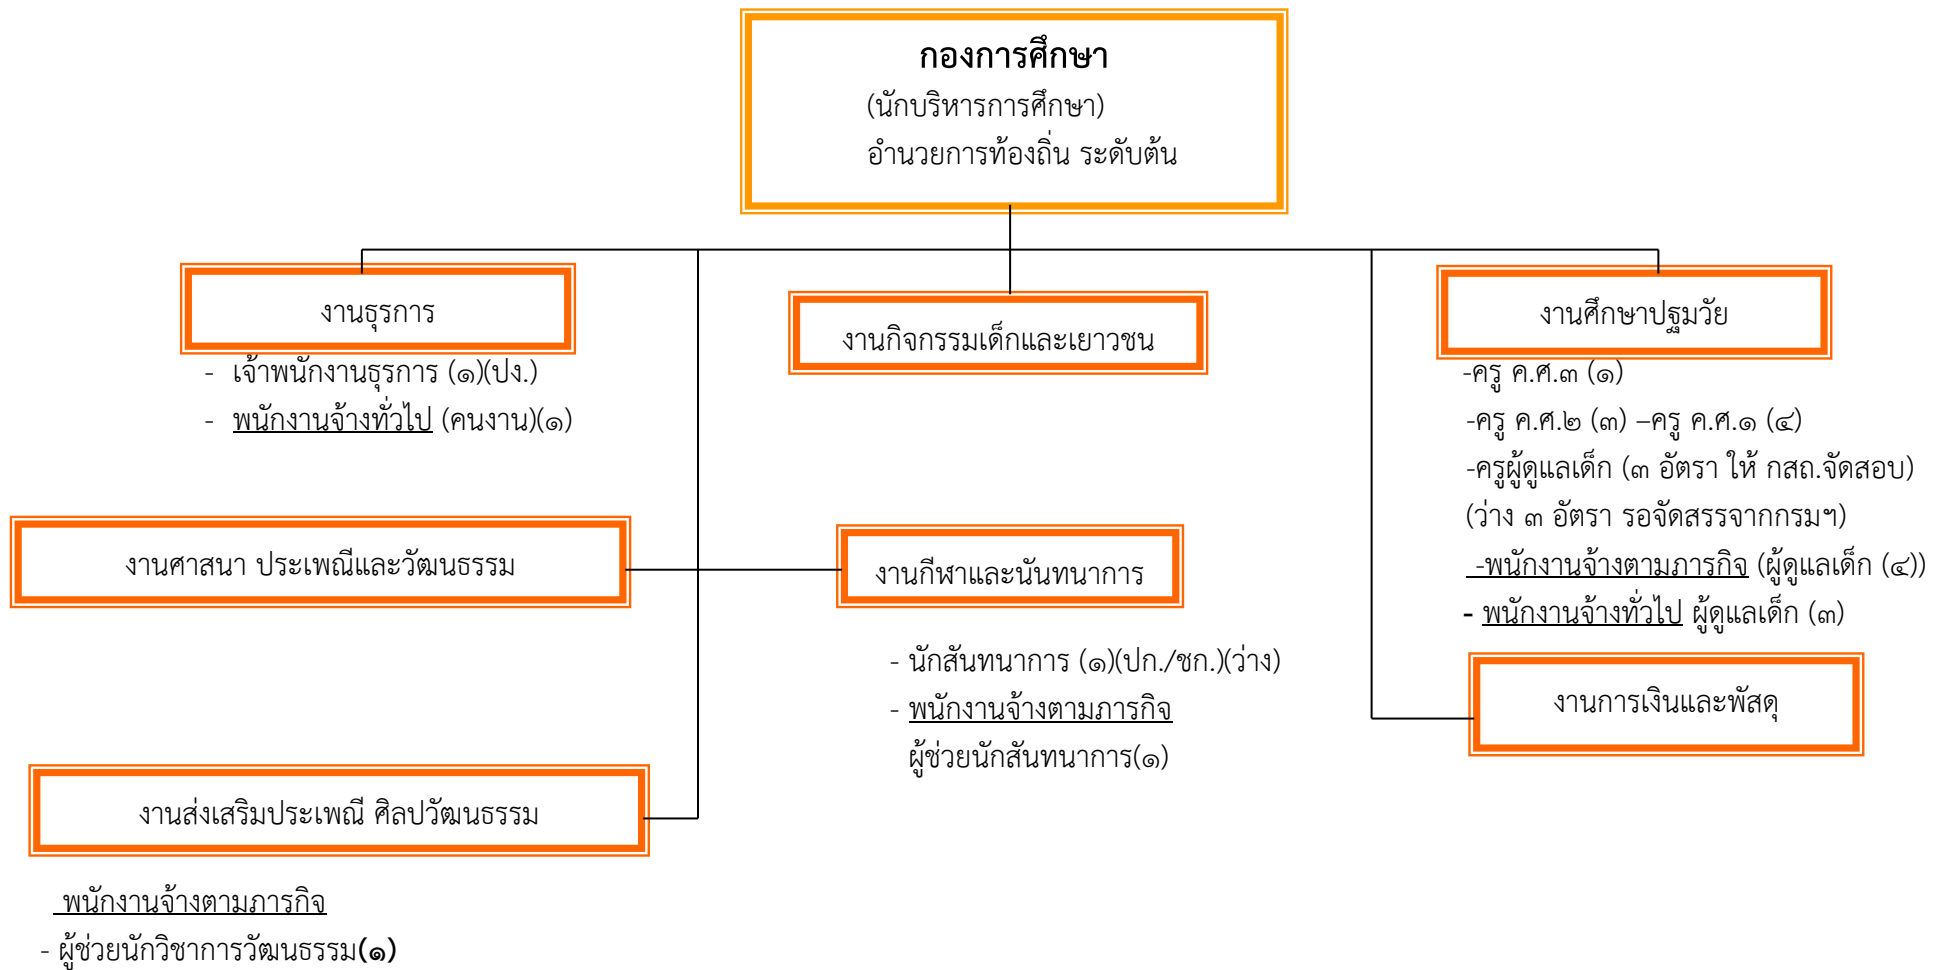 กองการศึกษา
(นักบริหารการศึกษา)
อำนวยการท้องถิ่น ระดับต้น
งานธุรการ
- เจ้าพนักงานธุรการ (๑)(ปง.)
- พนักงานจ้างทั่วไป (คนงาน)(๑)
งานกิจกรรมเด็กและเยาวชน
งานศึกษาปฐมวัย
-ครู ค.ศ.๓ (๑)
-ครู ค.ศ.๒ (๓) –ครู ค.ศ.๑ (๔)
-ครูผู้ดูแลเด็ก (๓ อัตรา ให้ กสถ.จัดสอบ)
(ว่าง ๓ อัตรา รอจัดสรรจากกรมฯ)
-พนักงานจ้างตามภารกิจ (ผู้ดูแลเด็ก (๔))
- พนักงานจ้างทั่วไป ผู้ดูแลเด็ก (๓)
งานศาสนา ประเพณีและวัฒนธรรม
งานกีฬาและนันทนาการ
- นักสันทนาการ (๑)(ปก./ชก.)(ว่าง)
- พนักงานจ้างตามภารกิจ
ผู้ช่วยนักสันทนาการ(๑)
งานการเงินและพัสดุ
งานส่งเสริมประเพณี ศิลปวัฒนธรรม
พนักงานจ้างตามภารกิจ
- ผู้ช่วยนักวิชาการวัฒนธรรม(๑)